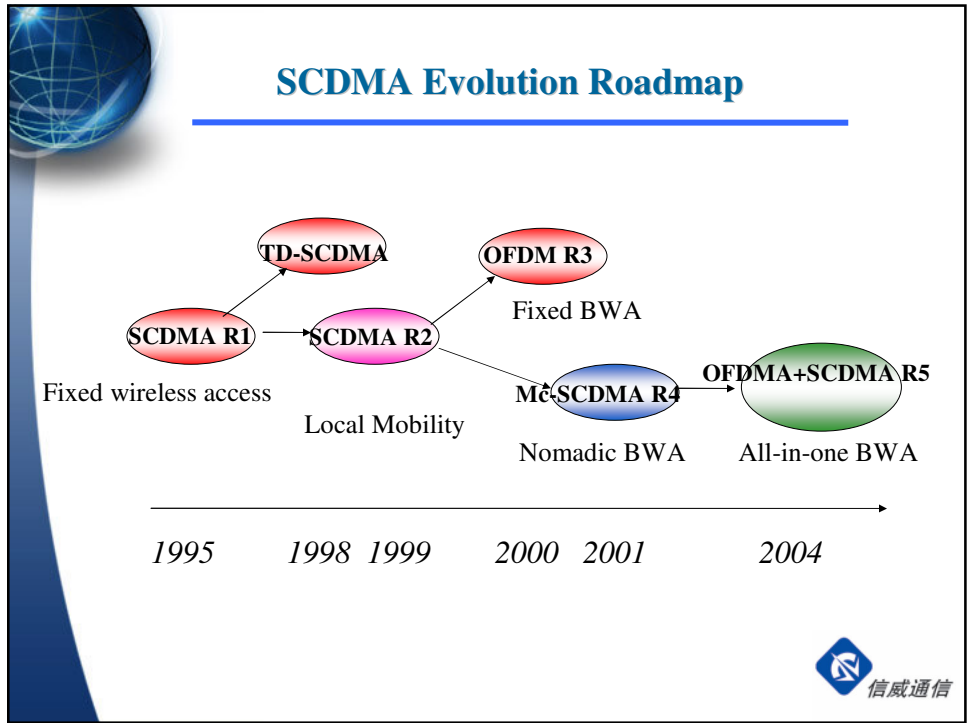 SCDMA Evolution Roadmap
TD-SCDMA
OFDM R3
Fixed BWA
SCDMA R1
SCDMA R2
OFDMA+SCDMA R5
Fixed wireless access
Mc-SCDMA R4
Local Mobility
Nomadic BWA
All-in-one BWA
1995 1998 1999 2000 2001 2004
信威通信